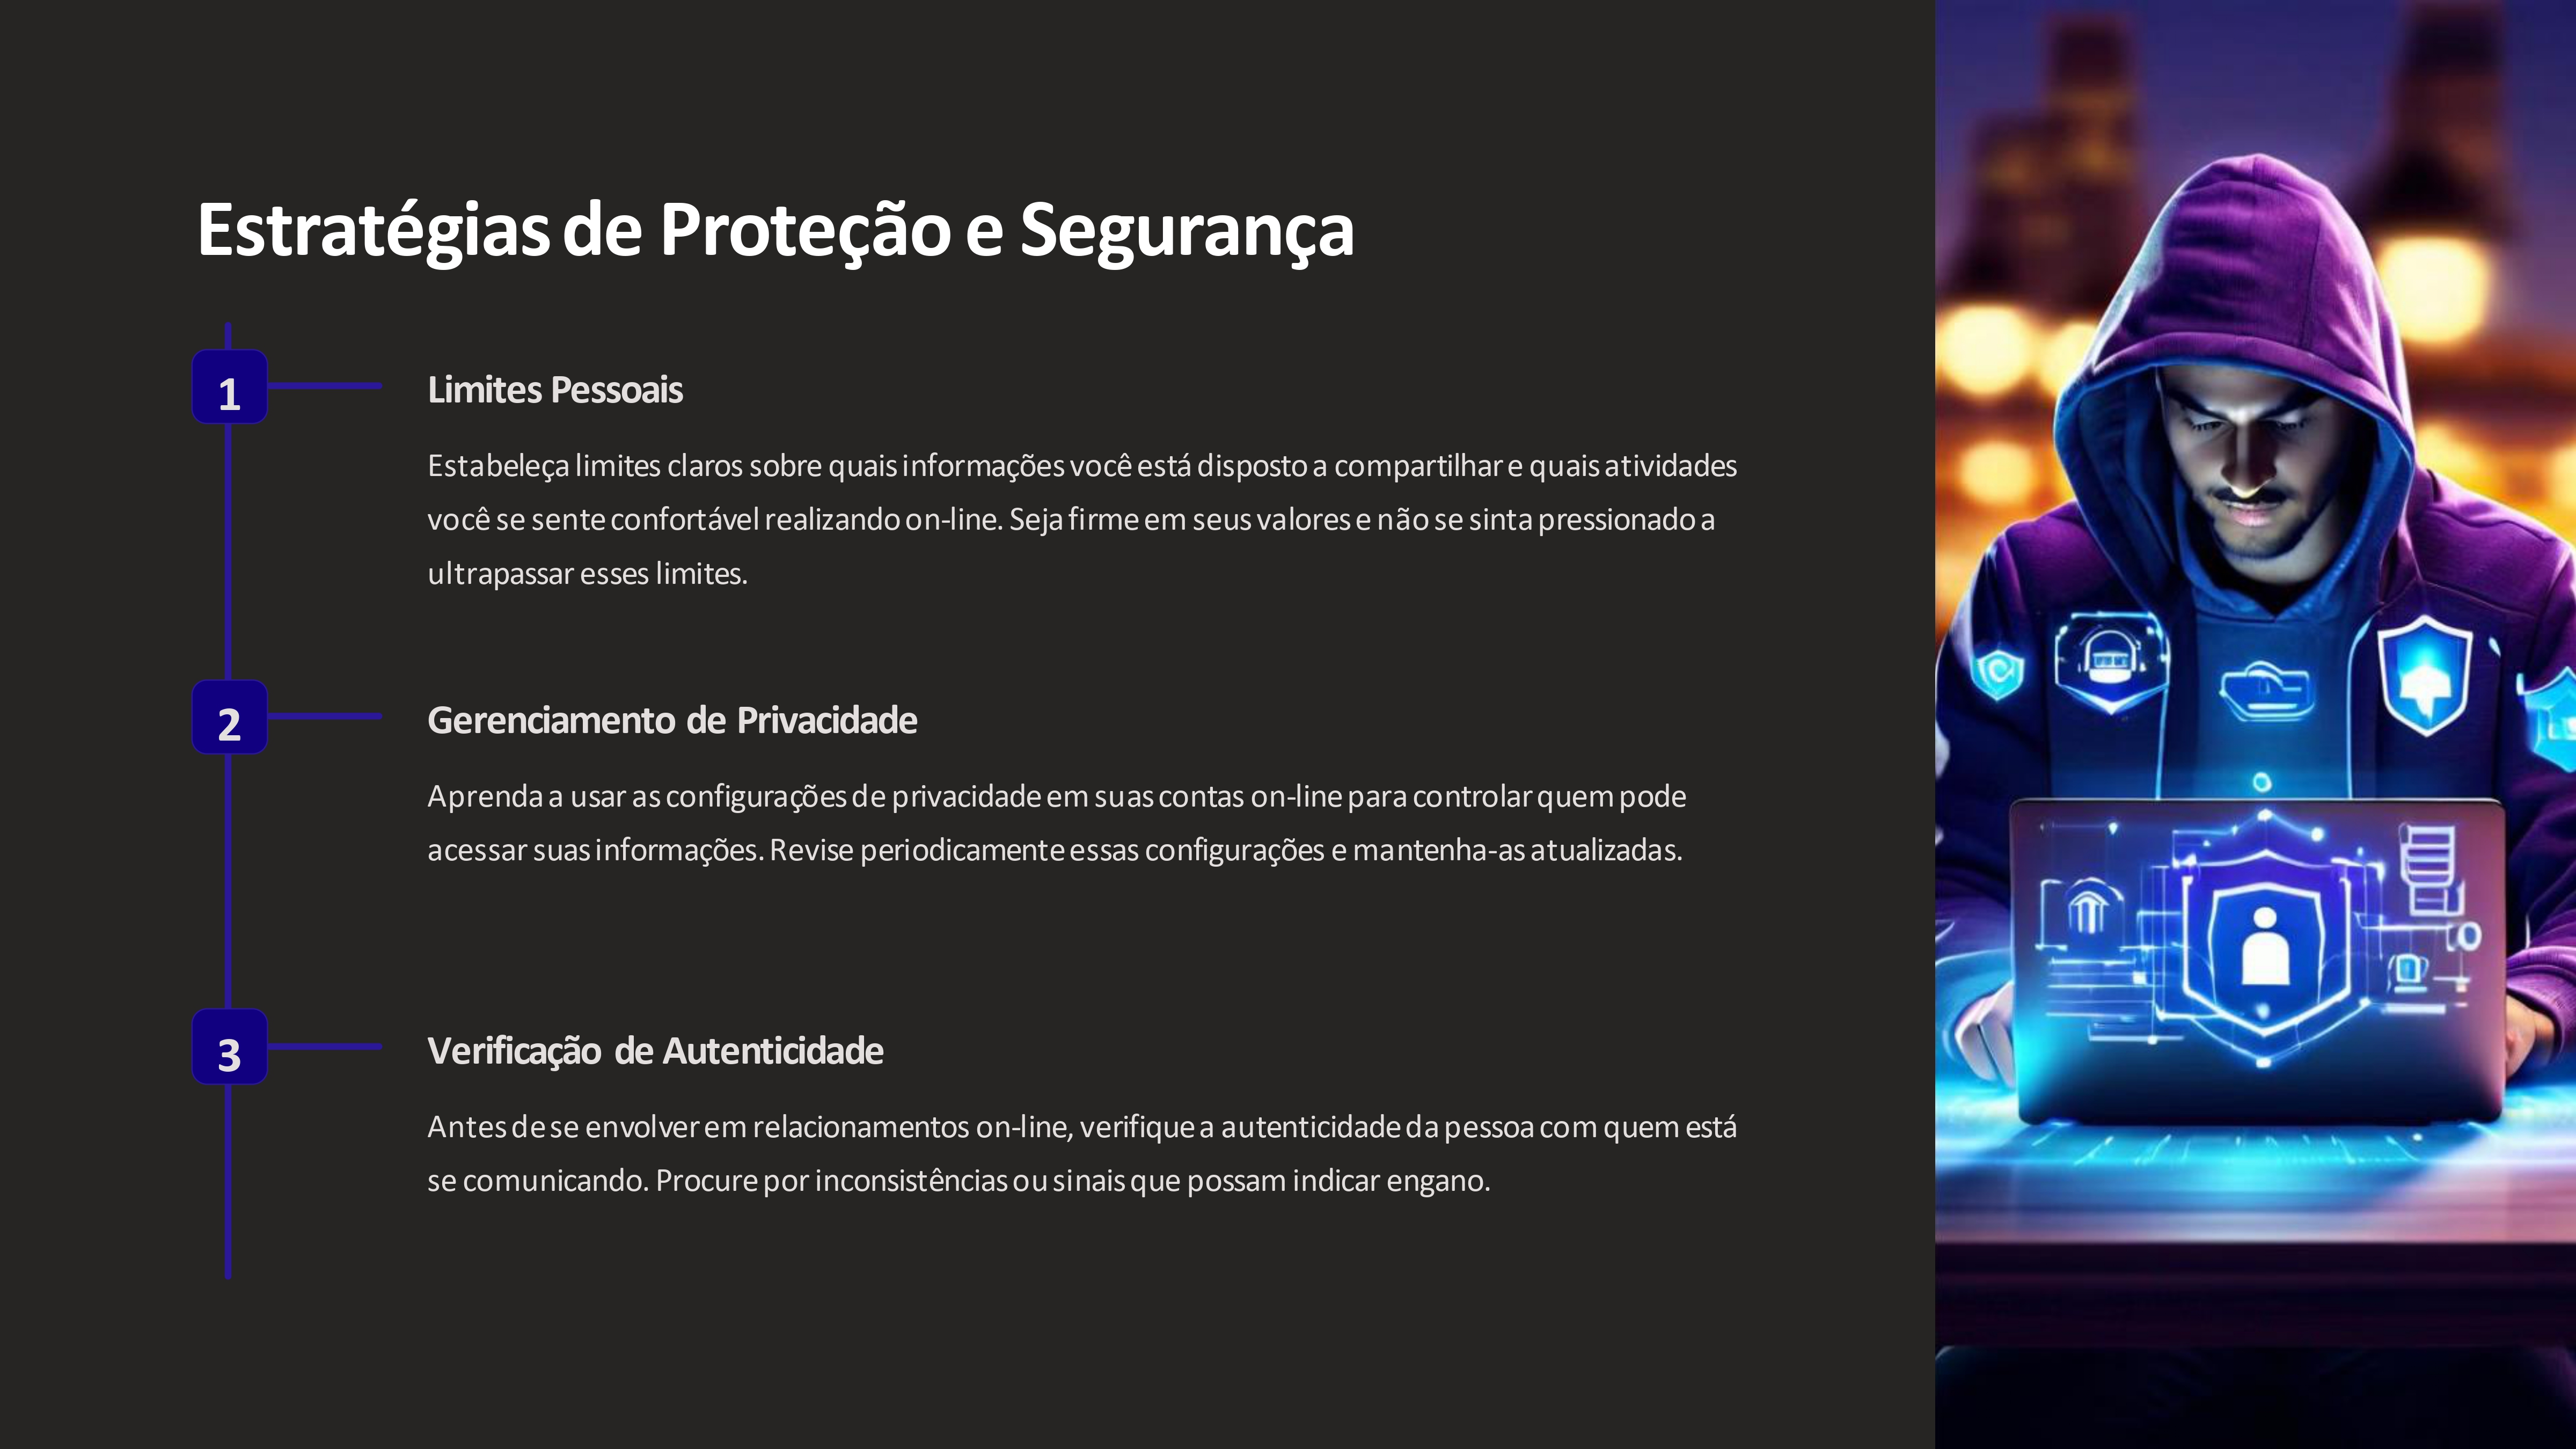 Estratégias de Proteção e Segurança
1
Limites Pessoais
Estabeleça limites claros sobre quais informações você está disposto a compartilhar e quais atividades
você se sente confortável realizando on-line. Seja firme em seus valores e não se sinta pressionado a
ultrapassar esses limites.
2
Gerenciamento de Privacidade
Aprenda a usar as configurações de privacidade em suas contas on-line para controlar quem pode
acessar suas informações. Revise periodicamente essas configurações e mantenha-as atualizadas.
3
Verificação de Autenticidade
Antes de se envolver em relacionamentos on-line, verifique a autenticidade da pessoa com quem está
se comunicando. Procure por inconsistências ou sinais que possam indicar engano.